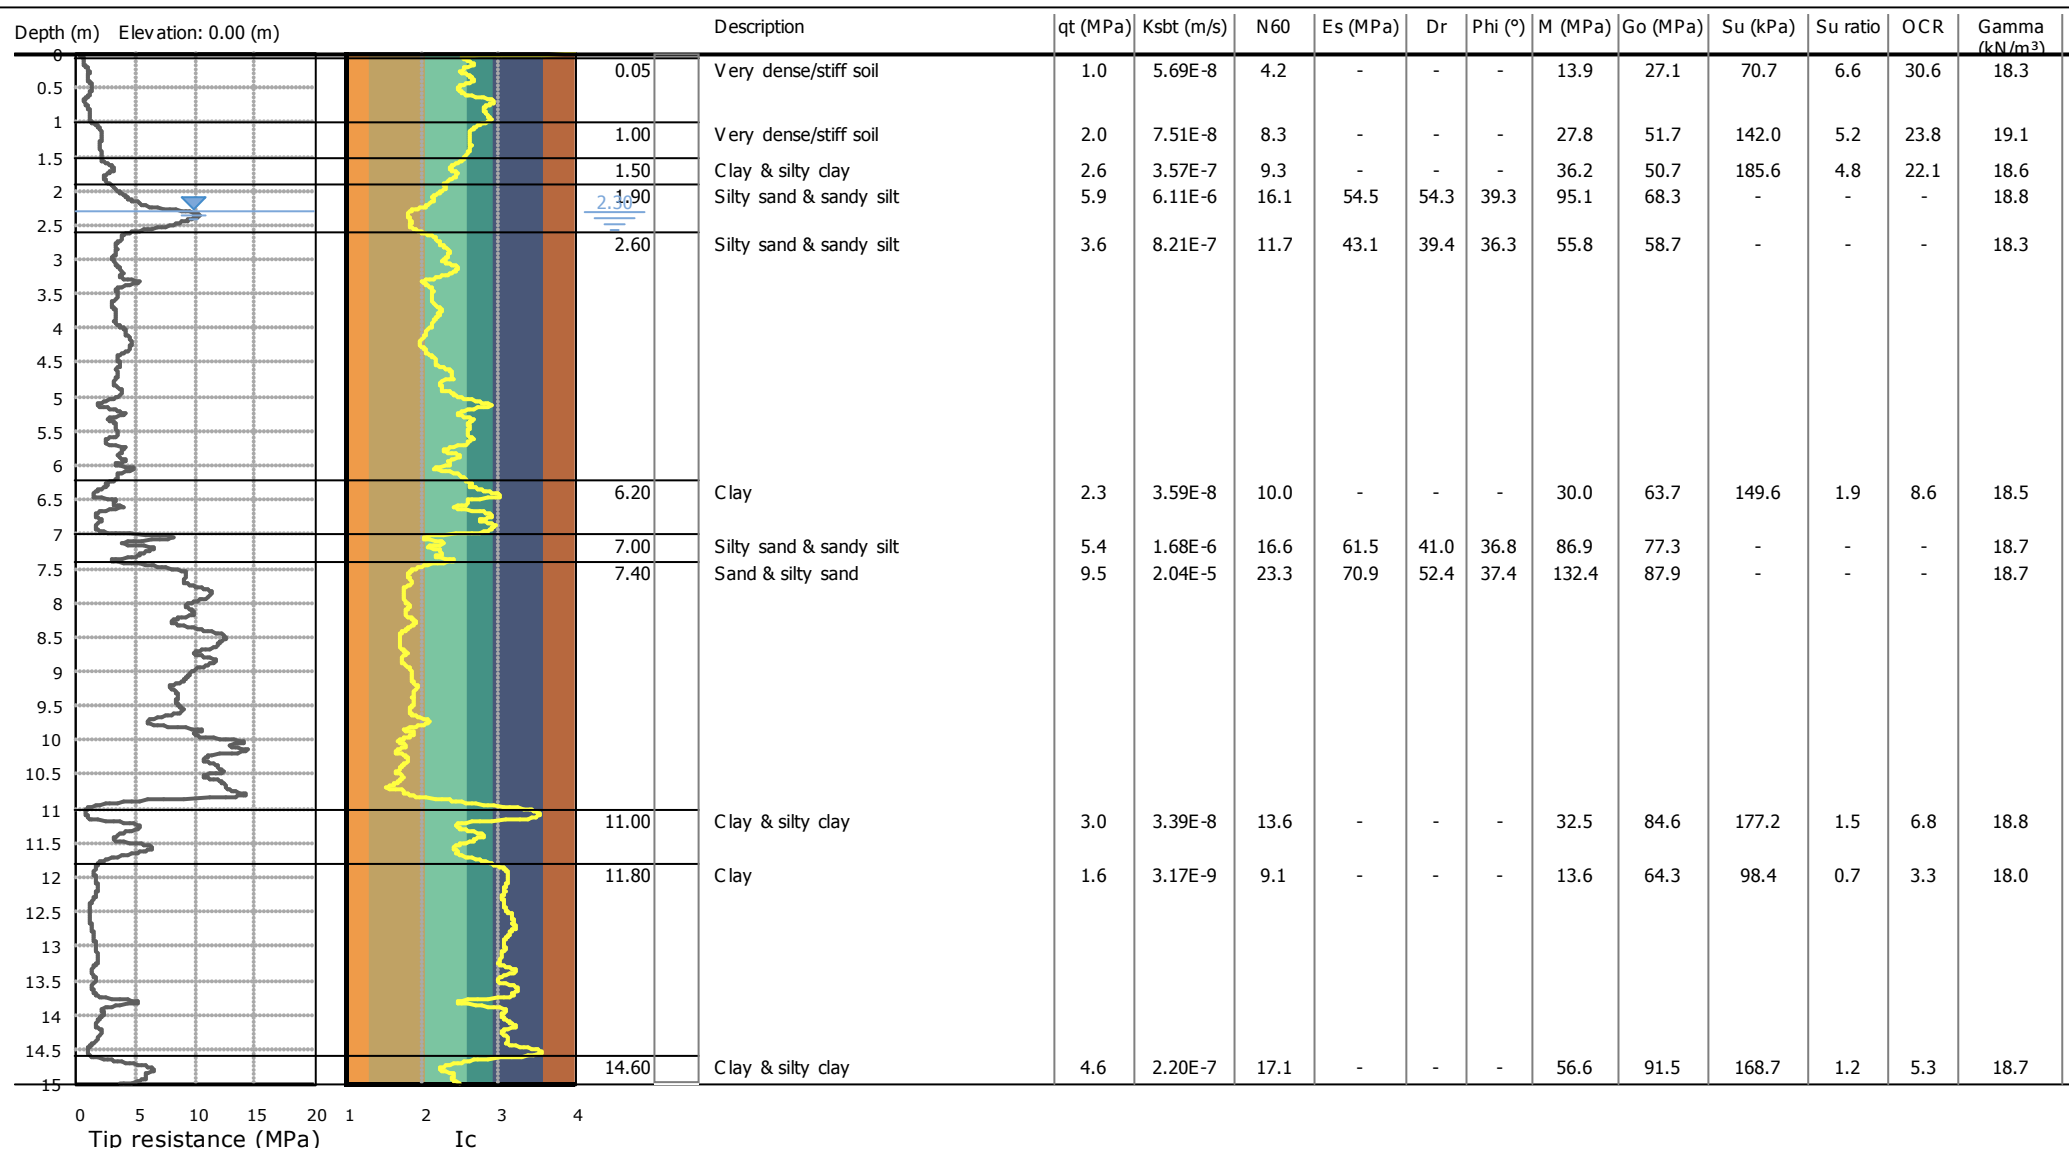 Depth (m) Elevation: 0.00 (m) Description qt (MPa) Ksbt (m/s) N60 Es (MPa) Dr Phi (°) M (MPa) Go (MPa) Su (kPa) Su ratio OCR Gamma (kN/m³)
0
0.05 Very dense/stiff soil 1.0 5.69E-8 4.2 - - - 13.9 27.1 70.7 6.6 30.6 18.3
0.5
1
1.00 Very dense/stiff soil 2.0 7.51E-8 8.3 - - - 27.8 51.7 142.0 5.2 23.8 19.1
1.5
1.50 Clay & silty clay 2.6 3.57E-7 9.3 - - - 36.2 50.7 185.6 4.8 22.1 18.6
2
1.90 Silty sand & sandy silt 5.9 6.11E-6 16.1 54.5 54.3 39.3 95.1 68.3 - - - 18.8
2.30
2.5
2.60 Silty sand & sandy silt 3.6 8.21E-7 11.7 43.1 39.4 36.3 55.8 58.7 - - - 18.3
3
3.5
4
4.5
5
5.5
6
6.20 Clay 2.3 3.59E-8 10.0 - - - 30.0 63.7 149.6 1.9 8.6 18.5
6.5
7
7.00 Silty sand & sandy silt 5.4 1.68E-6 16.6 61.5 41.0 36.8 86.9 77.3 - - - 18.7
7.5
7.40 Sand & silty sand 9.5 2.04E-5 23.3 70.9 52.4 37.4 132.4 87.9 - - - 18.7
8
8.5
9
9.5
10
10.5
11
11.00 Clay & silty clay 3.0 3.39E-8 13.6 - - - 32.5 84.6 177.2 1.5 6.8 18.8
11.5
12
11.80 Clay 1.6 3.17E-9 9.1 - - - 13.6 64.3 98.4 0.7 3.3 18.0
12.5
13
13.5
14
14.5
14.60 Clay & silty clay 4.6 2.20E-7 17.1 - - - 56.6 91.5 168.7 1.2 5.3 18.7
15
0 5 10 15 20 1 2 3 4
Tip resistance (MPa) Ic